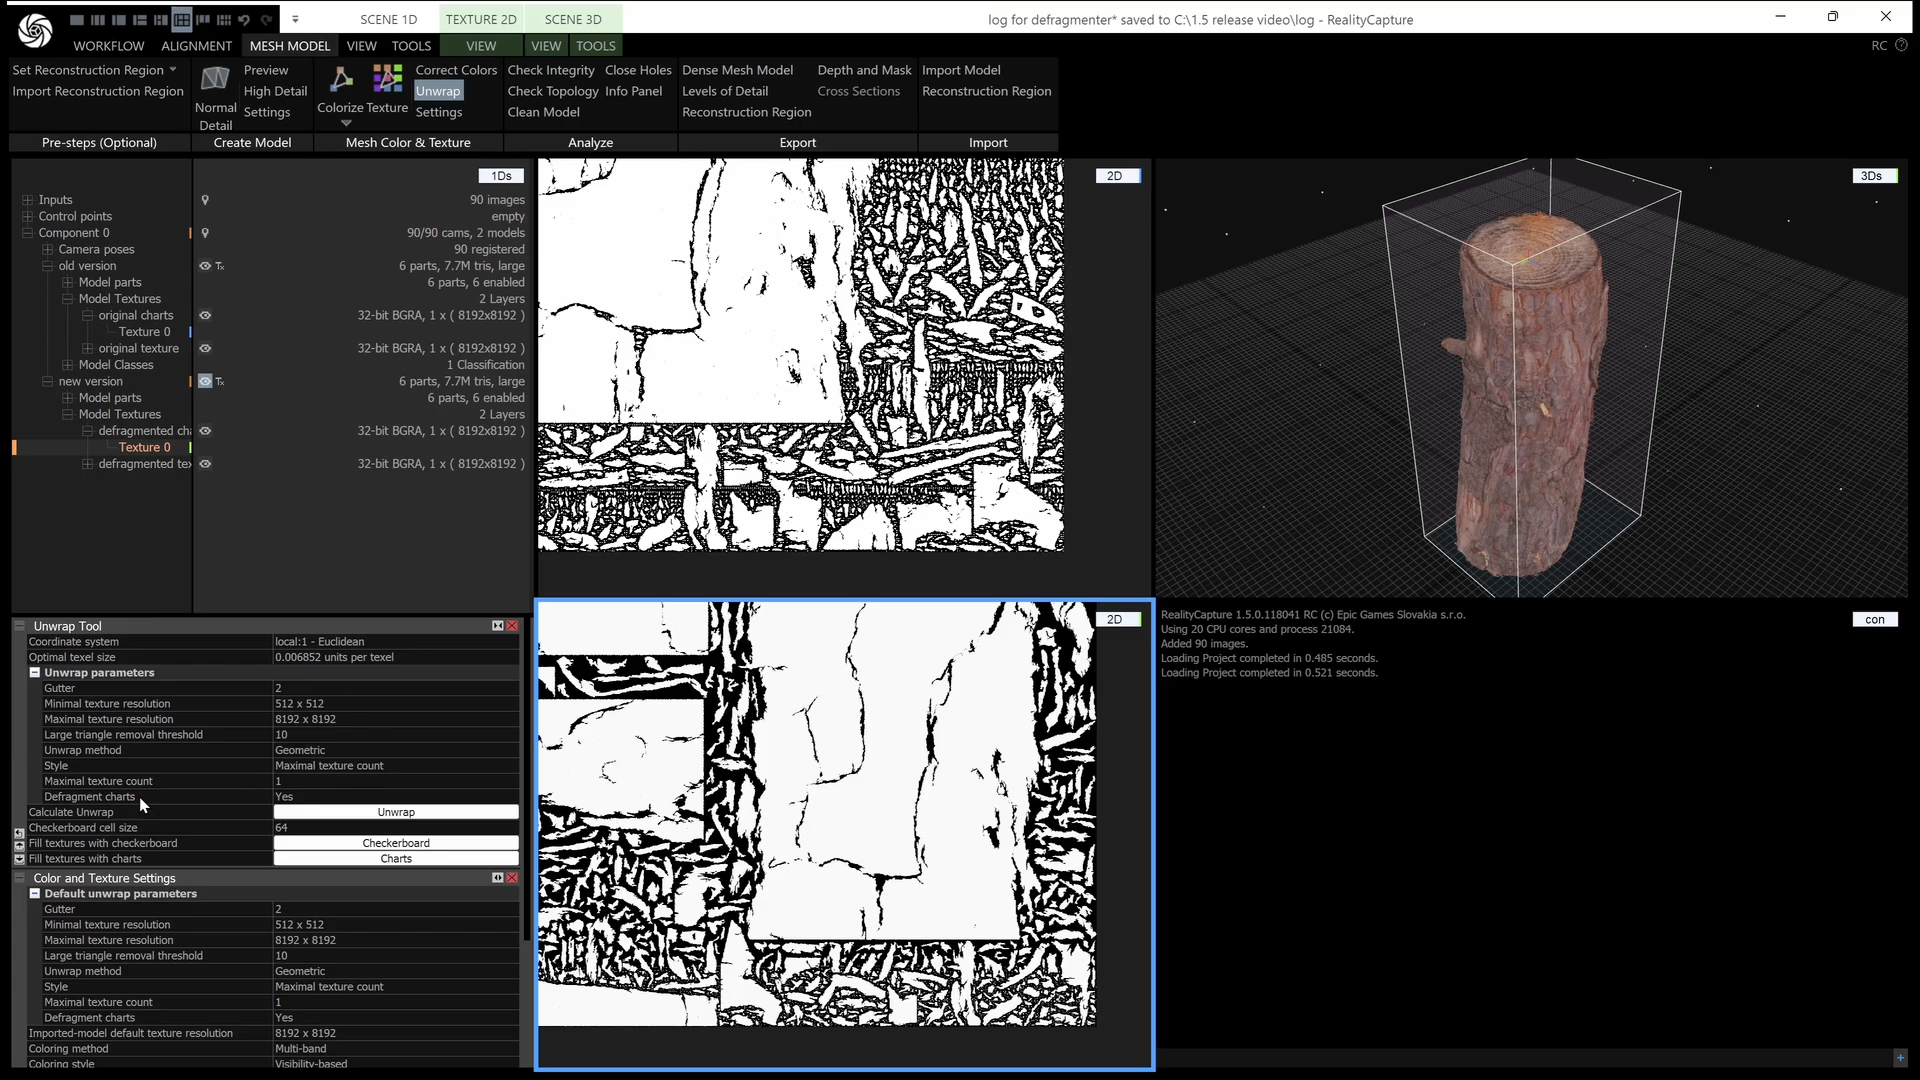 SCENE 1D TEXTURE 2D SCENE 3D log for defragmenter* saved to C:\1.5 release video\log - RealityCapture
WORKFLOW ALIGNMENT MESH MODEL VIEW TOOLS VIEW VIEW TOOLS RC
Set Reconstruction Region
Import Reconstruction Region
Pre-steps (Optional)
Normal Detail
Preview
High Detail
Settings
Create Model
Colorize Texture
Correct Colors
Unwrap
Settings
Mesh Color & Texture
Check Integrity Close Holes
Check Topology Info Panel
Clean Model
Analyze
Dense Mesh Model Depth and Mask
Levels of Detail Cross Sections
Reconstruction Region
Export
Import Model
Reconstruction Region
Import
1Ds
Inputs 90 images
Control points empty
Component 0 90/90 cams, 2 models
Camera poses 90 registered
old version Tx 6 parts, 7.7M tris, large
Model parts 6 parts, 6 enabled
Model Textures 2 Layers
original charts 32-bit BGRA, 1 x ( 8192x8192 )
Texture 0
original texture 32-bit BGRA, 1 x ( 8192x8192 )
Model Classes 1 Classification
new version Tx 6 parts, 7.7M tris, large
Model parts 6 parts, 6 enabled
Model Textures 2 Layers
defragmented cha 32-bit BGRA, 1 x ( 8192x8192 )
Texture 0
defragmented tex 32-bit BGRA, 1 x ( 8192x8192 )
2D
3Ds
Unwrap Tool
Coordinate system local:1 - Euclidean
Optimal texel size 0.006852 units per texel
Unwrap parameters
Gutter 2
Minimal texture resolution 512 x 512
Maximal texture resolution 8192 x 8192
Large triangle removal threshold 10
Unwrap method Geometric
Style Maximal texture count
Maximal texture count 1
Defragment charts Yes
Calculate Unwrap Unwrap
Checkerboard cell size 64
Fill textures with checkerboard Checkerboard
Fill textures with charts Charts
Color and Texture Settings
Default unwrap parameters
Gutter 2
Minimal texture resolution 512 x 512
Maximal texture resolution 8192 x 8192
Large triangle removal threshold 10
Unwrap method Geometric
Style Maximal texture count
Maximal texture count 1
Defragment charts Yes
Imported-model default texture resolution 8192 x 8192
Coloring method Multi-band
Coloring style Visibility-based
2D
RealityCapture 1.5.0.118041 RC (c) Epic Games Slovakia s.r.o.
Using 20 CPU cores and process 21084.
Added 90 images.
Loading Project completed in 0.485 seconds.
Loading Project completed in 0.521 seconds.
con